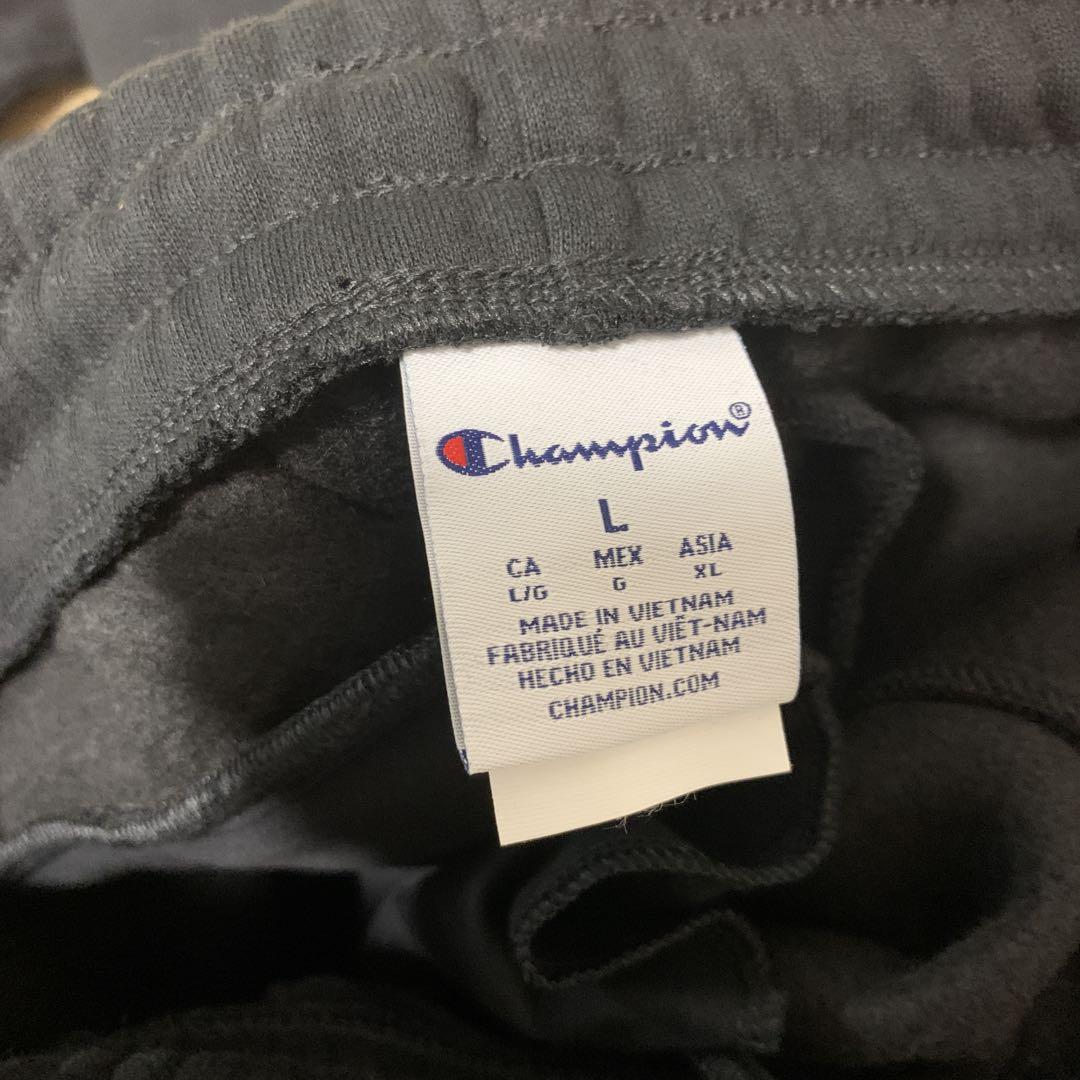 Champion®
L
CA MEX ASIA
L/G G XL
MADE IN VIETNAM
FABRIQUÉ AU VIÊT-NAM
HECHO EN VIETNAM
CHAMPION.COM